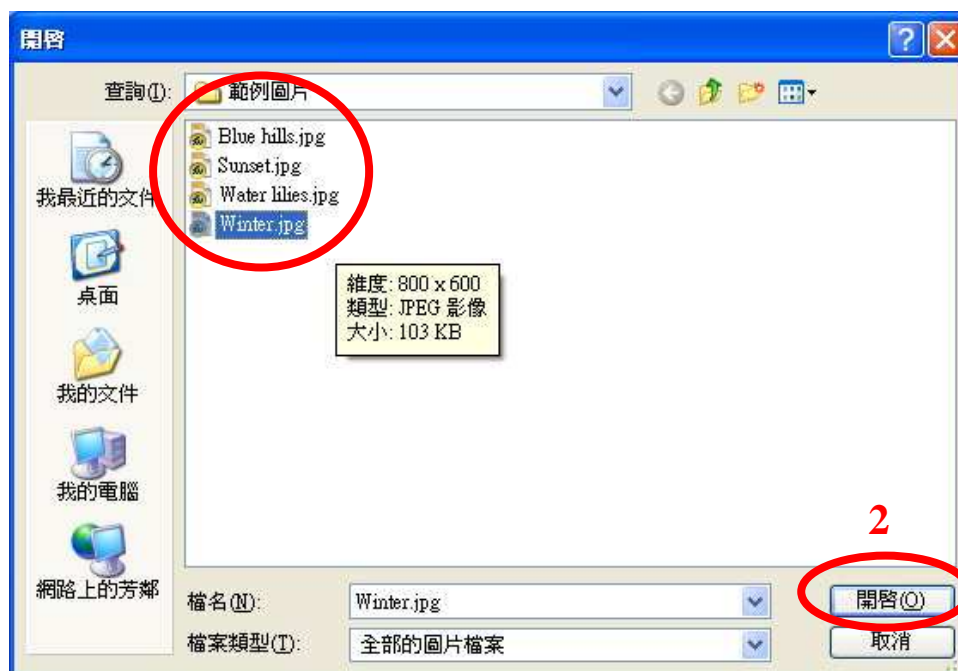 開啓
查詢(I):
範例圖片
我最近的文件
桌面
我的文件
我的電腦
網路上的芳鄰
Blue hills.jpg
Sunset.jpg
Water lilies.jpg
Winter.jpg
維度: 800 x 600
類型: JPEG 影像
大小: 103 KB
2
檔名(N):
Winter.jpg
開啓(O)
檔案類型(T):
全部的圖片檔案
取消